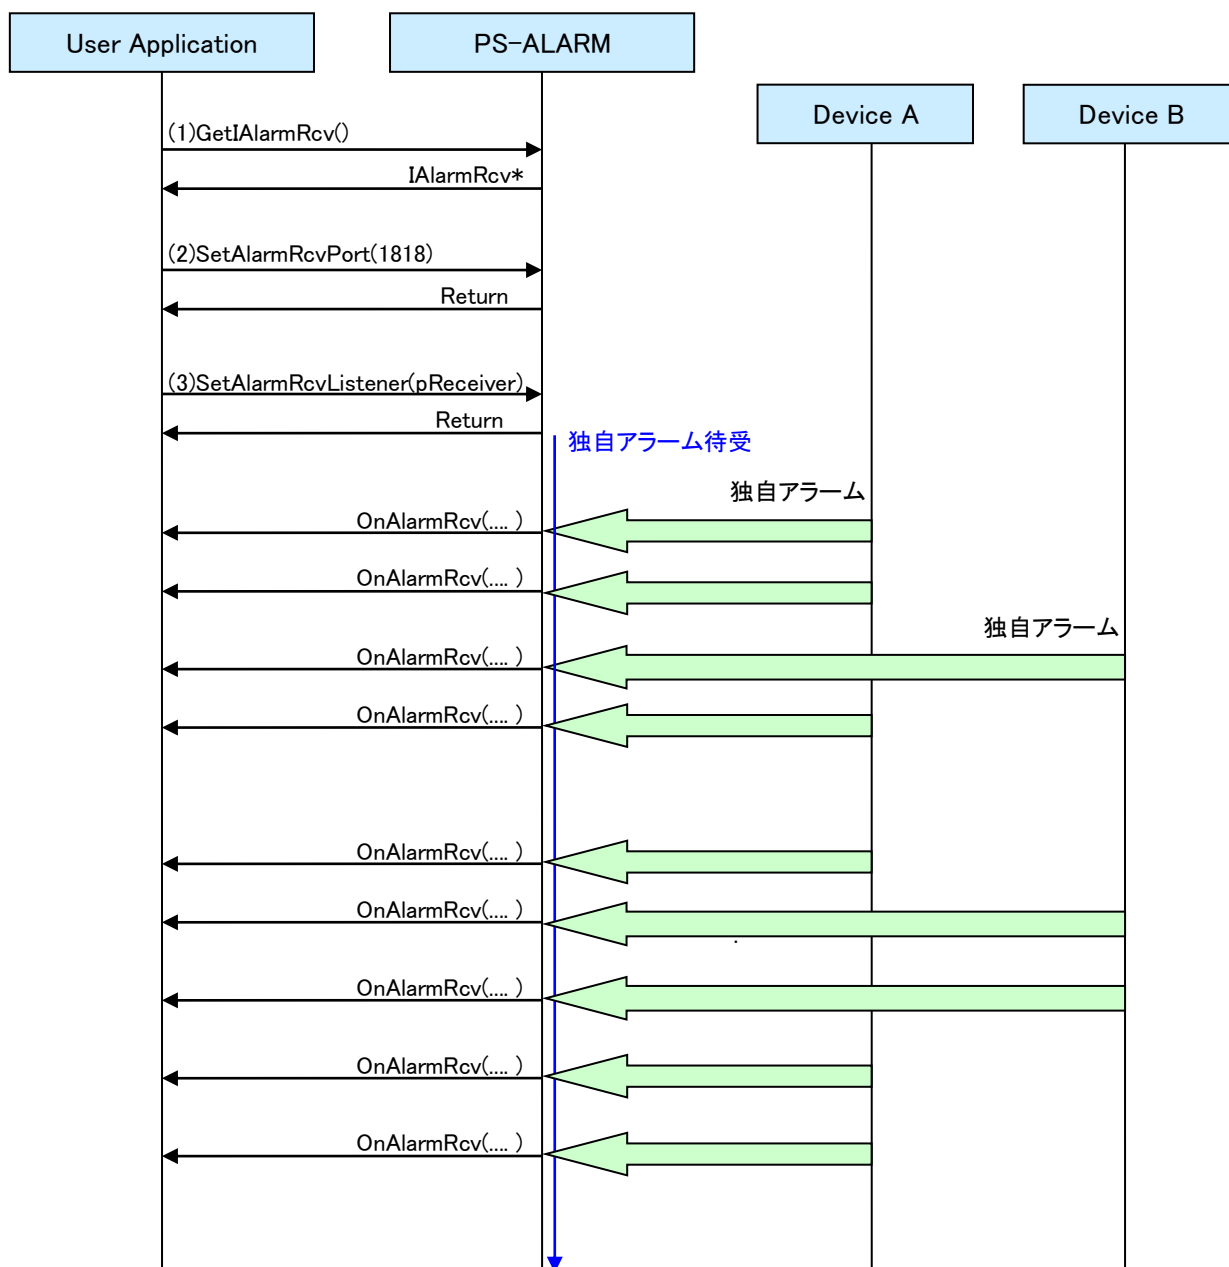 User Application
PS-ALARM
Device A
Device B
(1)GetIAlarmRcv()
IAlarmRcv*
(2)SetAlarmRcvPort(1818)
Return
(3)SetAlarmRcvListener(pReceiver)
Return
独自アラーム待受
独自アラーム
OnAlarmRcv(.... )
OnAlarmRcv(.... )
独自アラーム
OnAlarmRcv(.... )
OnAlarmRcv(.... )
OnAlarmRcv(.... )
OnAlarmRcv(.... )
OnAlarmRcv(.... )
OnAlarmRcv(.... )
OnAlarmRcv(.... )